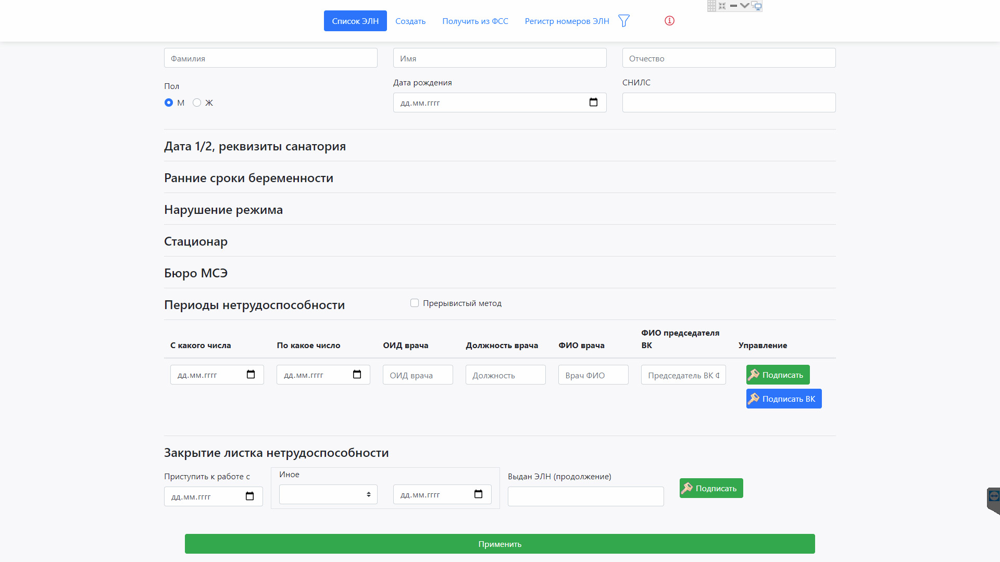 Список ЭЛН Создать Получить из ФСС Регистр номеров ЭЛН
Фамилия Имя Отчество
Пол Дата рождения СНИЛС
М Ж дд.мм.гггг
Дата 1/2, реквизиты санатория
Ранние сроки беременности
Нарушение режима
Стационар
Бюро МСЭ
Периоды нетрудоспособности Прерывистый метод
С какого числа По какое число ОИД врача Должность врача ФИО врача ФИО председателя ВК Управление
дд.мм.гггг дд.мм.гггг ОИД врача Должность Врач ФИО Председатель ВК Ф Подписать
Подписать ВК
Закрытие листка нетрудоспособности
Приступить к работе с Иное Выдан ЭЛН (продолжение)
дд.мм.гггг дд.мм.гггг Подписать
Применить